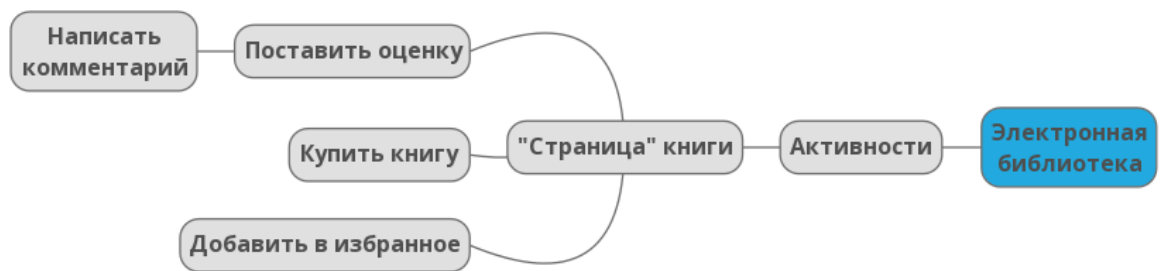 Написать
комментарий
Поставить оценку
Купить книгу
"Страница" книги
Активности
Электронная
библиотека
Добавить в избранное